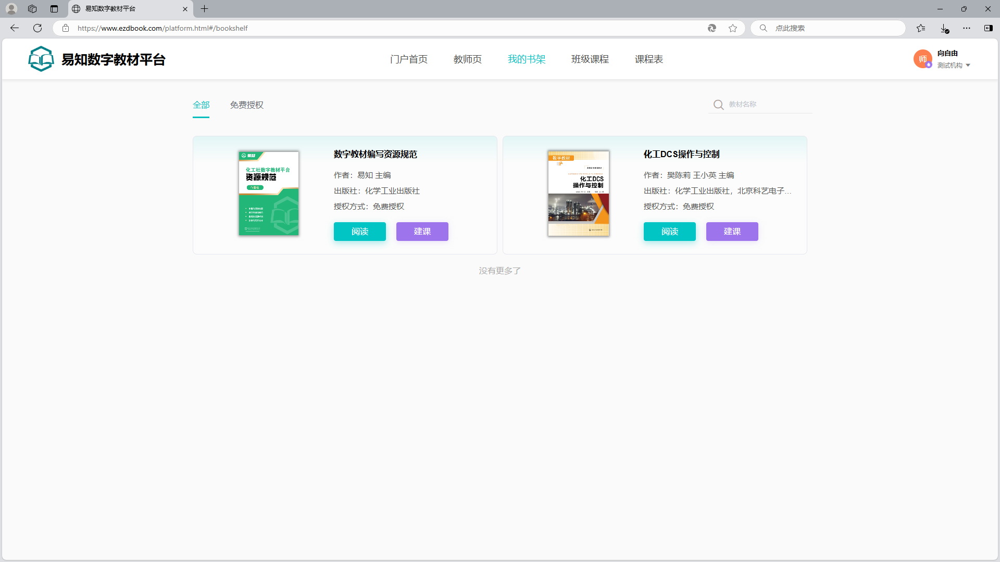 易知数字教材平台
https://www.ezdbook.com/platform.html#/bookshelf
点此搜索
易知数字教材平台
门户首页
教师页
我的书架
班级课程
课程表
师
向自由
测试机构
全部
免费授权
教材名称
易知
化工社数字教材平台
资源规范
数字教材编写资源规范
作者：易知 主编
出版社：化学工业出版社
授权方式：免费授权
阅读
建课
数字教材
化工DCS
操作与控制
化工DCS操作与控制
作者：樊陈莉 王小英 主编
出版社：化学工业出版社，北京科艺电子...
授权方式：免费授权
阅读
建课
没有更多了